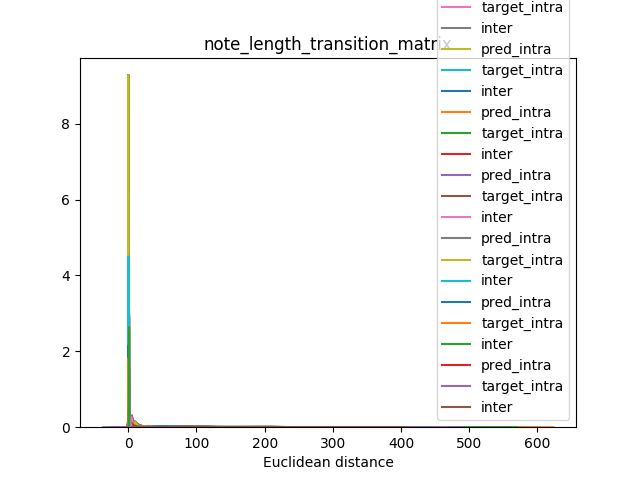 note_length_transition_matrix
target_intra
inter
pred_intra
target_intra
inter
pred_intra
target_intra
inter
pred_intra
target_intra
inter
pred_intra
target_intra
inter
pred_intra
target_intra
inter
pred_intra
target_intra
inter
8
6
4
2
0
0 100 200 300 400 500 600
Euclidean distance